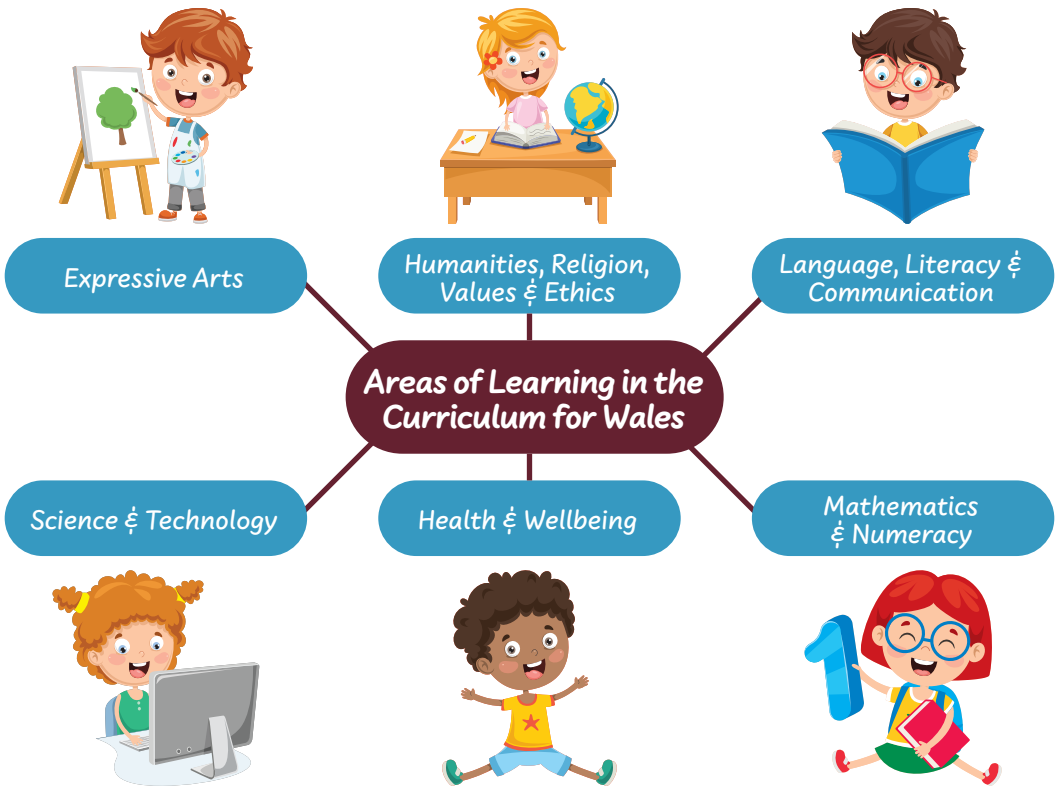 Expressive Arts
Humanities, Religion,
Values & Ethics
Language, Literacy &
Communication
Areas of Learning in the
Curriculum for Wales
Science & Technology
Health & Wellbeing
Mathematics
& Numeracy
1